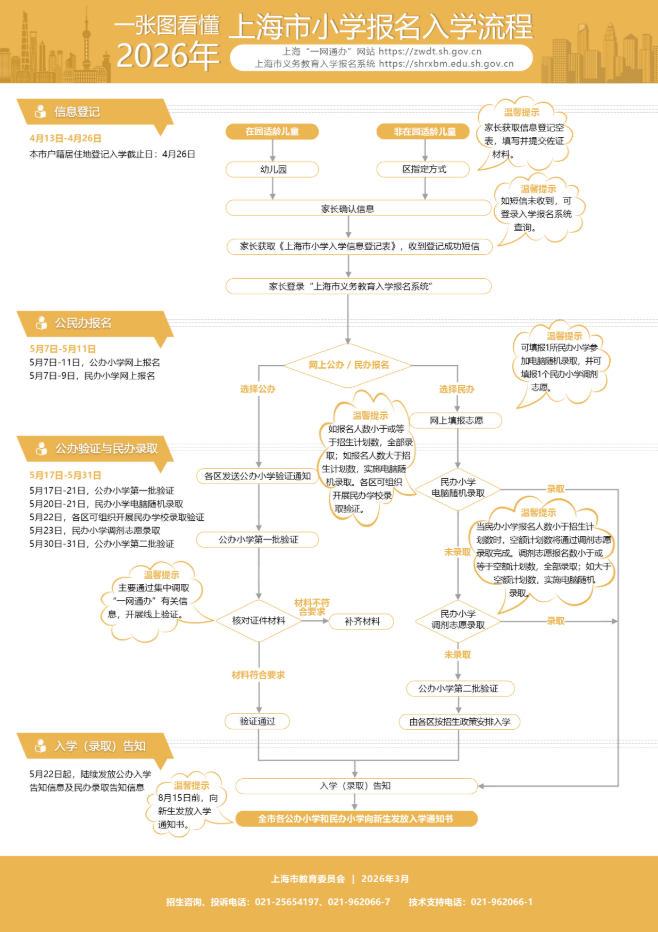 一张图看懂
2026年
上海市小学报名入学流程
上海“一网通办”网站 https://zwdt.sh.gov.cn
上海市义务教育入学报名系统 https://shrxbm.edu.sh.gov.cn
信息登记
4月13日-4月26日
本市户籍居住地登记入学截止日：4月26日
在园适龄儿童
非在园适龄儿童
幼儿园
区指定方式
温馨提示
家长获取信息登记空
表，填写并提交佐证
材料。
家长确认信息
温馨提示
如短信未收到，可
登录入学报名系统
查询。
家长获取《上海市小学入学信息登记表》，收到登记成功短信
家长登录“上海市义务教育入学报名系统”
公民办报名
5月7日-5月11日
5月7日-11日，公办小学网上报名
5月7日-9日，民办小学网上报名
网上公办 / 民办报名
温馨提示
可填报1所民办小学参
加电脑随机录取，并可
填报1个民办小学调剂
志愿。
选择公办
选择民办
温馨提示
如报名人数小于或等
于招生计划数，全部录
取；如报名人数大于招
生计划数，实施电脑随
机录取。各区可组织
开展民办学校录
取验证。
网上填报志愿
公办验证与民办录取
5月17日-5月31日
5月17日-21日，公办小学第一批验证
5月20日-21日，民办小学电脑随机录取
5月22日，各区可组织开展民办学校录取验证
5月23日，民办小学调剂志愿录取
5月30日-31日，公办小学第二批验证
各区发送公办小学验证通知
民办小学
电脑随机录取
录取
公办小学第一批验证
未录取
温馨提示
当民办小学报名人数小于招生计
划数时，空额计划数将通过调剂志愿
录取完成。调剂志愿报名数小于或
等于空额计划数，全部录取；如大于
空额计划数，实施电脑随机
录取。
温馨提示
主要通过集中调取
“一网通办”有关信
息，开展线上验证。
核对证件材料
材料不符
合要求
补齐材料
民办小学
调剂志愿录取
录取
未录取
材料符合要求
公办小学第二批验证
验证通过
由各区按招生政策安排入学
入学（录取）告知
5月22日起，陆续发放公办入学
告知信息及民办录取告知信息
温馨提示
8月15日前，向
新生发放入学
通知书。
入学（录取）告知
全市各公办小学和民办小学向新生发放入学通知书
上海市教育委员会 | 2026年3月
招生咨询、投诉电话：021-25654197、021-962066-7 技术支持电话：021-962066-1